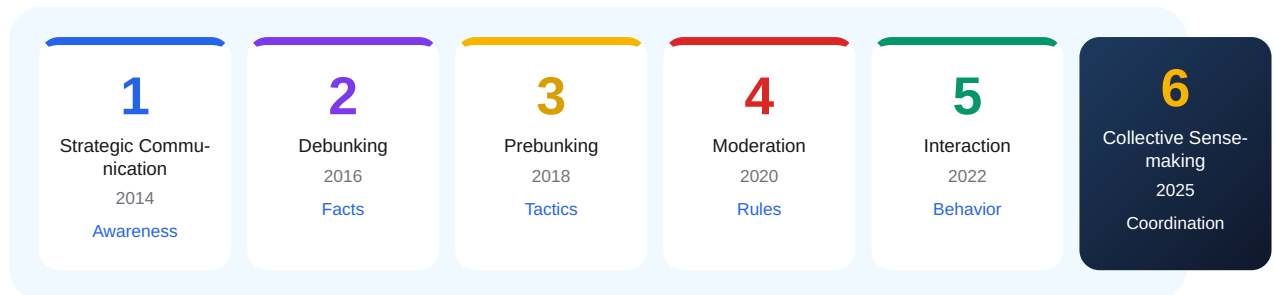 1
Strategic Commu-
nication
2014
Awareness
2
Debunking
2016
Facts
3
Prebunking
2018
Tactics
4
Moderation
2020
Rules
5
Interaction
2022
Behavior
6
Collective Sense-
making
2025
Coordination